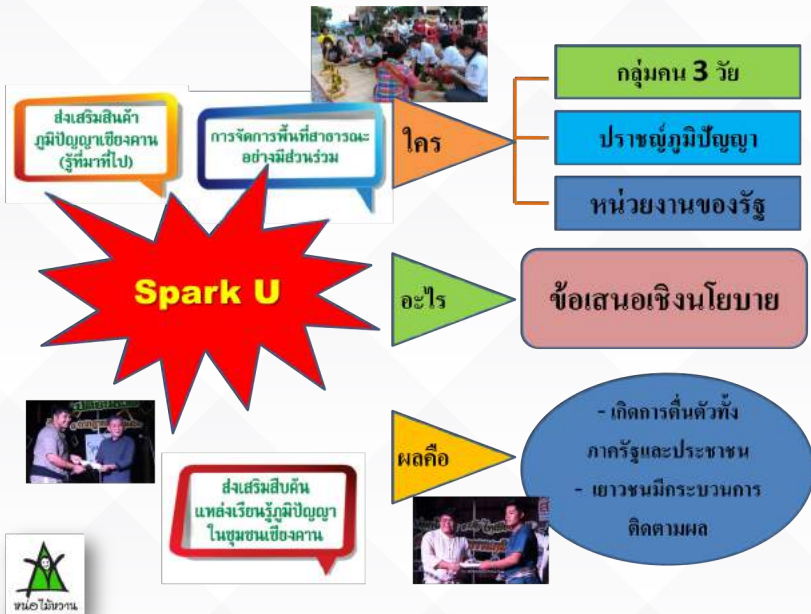 ส่งเสริมสินค้า
ภูมิปัญญาเชียงคาน
(รู้ที่มาที่ไป)
การจัดการพื้นที่สาธารณะ
อย่างมีส่วนร่วม
ใคร
กลุ่มคน 3 วัย
ปราชญ์ภูมิปัญญา
หน่วยงานของรัฐ
Spark U
อะไร
ข้อเสนอเชิงนโยบาย
ผลคือ
- เกิดการตื่นตัวทั้ง
ภาครัฐและประชาชน
- เยาวชนมีกระบวนการ
ติดตามผล
ส่งเสริมสืบค้น
แหล่งเรียนรู้ภูมิปัญญา
ในชุมชนเชียงคาน
หน่อไม้หวาน